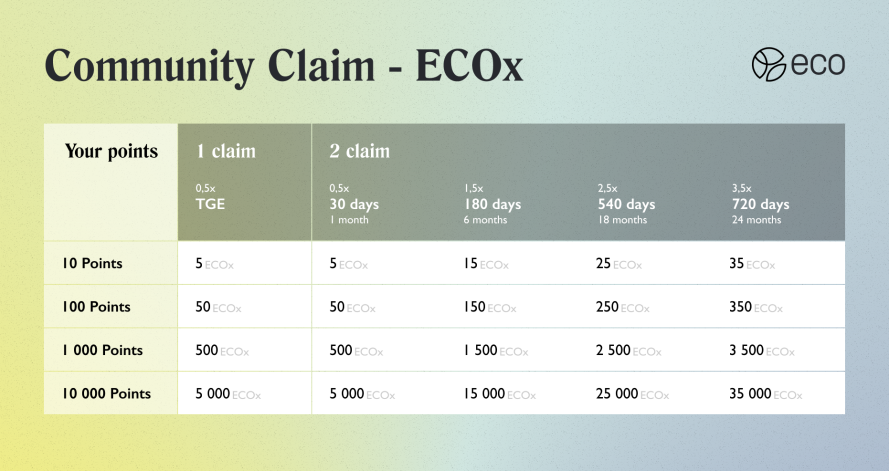 Community Claim - ECOx
eco
Your points
1 claim
2 claim
0,5x
TGE
0,5x
30 days
1 month
1,5x
180 days
6 months
2,5x
540 days
18 months
3,5x
720 days
24 months
10 Points 5 ECOx 5 ECOx 15 ECOx 25 ECOx 35 ECOx
100 Points 50 ECOx 50 ECOx 150 ECOx 250 ECOx 350 ECOx
1 000 Points 500 ECOx 500 ECOx 1 500 ECOx 2 500 ECOx 3 500 ECOx
10 000 Points 5 000 ECOx 5 000 ECOx 15 000 ECOx 25 000 ECOx 35 000 ECOx